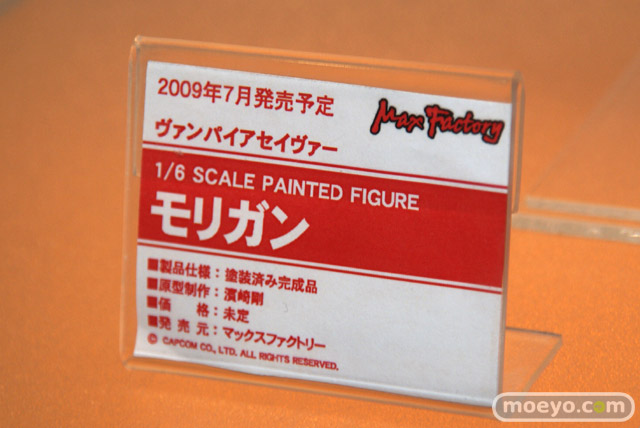 2009年7月発売予定
Max Factory
ヴァンパイアセイヴァー
1/6 SCALE PAINTED FIGURE
モリガン
■製品仕様：塗装済み完成品
■原型制作：濱崎剛
■価　　格：未定
■発 売 元：マックスファクトリー
© CAPCOM CO., LTD. ALL RIGHTS RESERVED.
moeyo.com